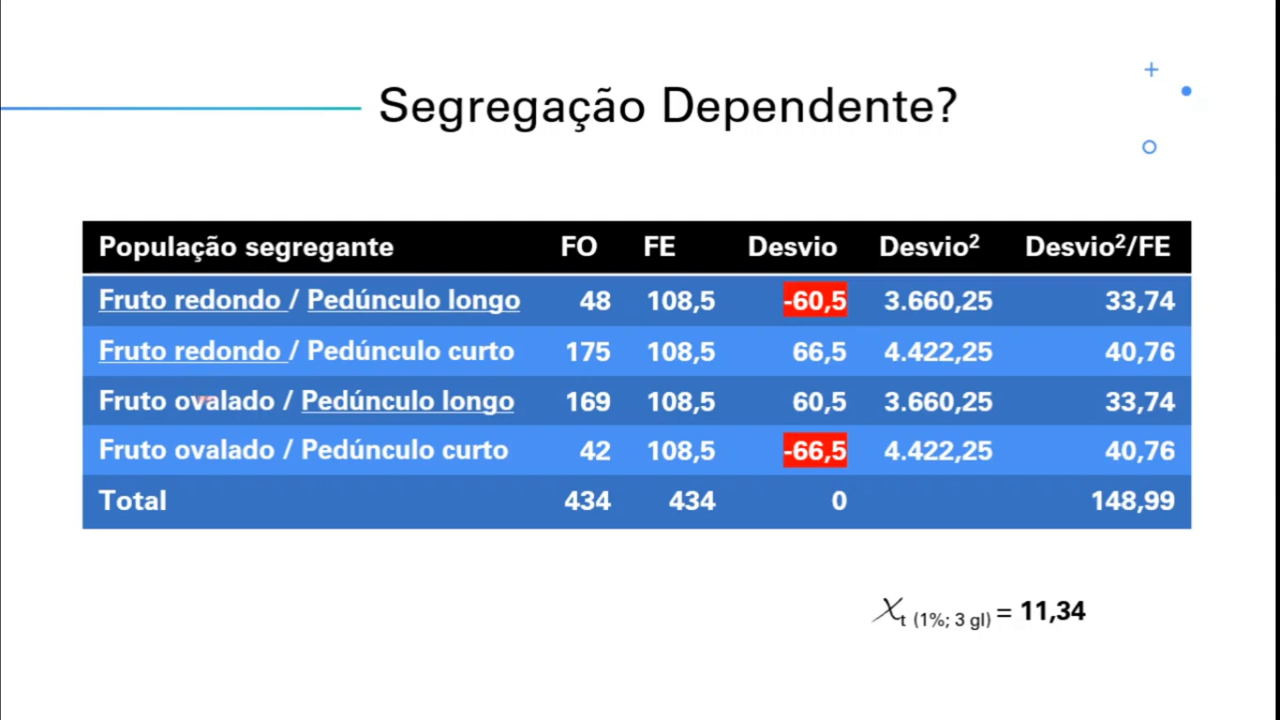 Segregação Dependente?
População segregante FO FE Desvio Desvio² Desvio²/FE
Fruto redondo / Pedúnculo longo 48 108,5 -60,5 3.660,25 33,74
Fruto redondo / Pedúnculo curto 175 108,5 66,5 4.422,25 40,76
Fruto ovalado / Pedúnculo longo 169 108,5 60,5 3.660,25 33,74
Fruto ovalado / Pedúnculo curto 42 108,5 -66,5 4.422,25 40,76
Total 434 434 0 148,99
χt (1%; 3 gl) = 11,34